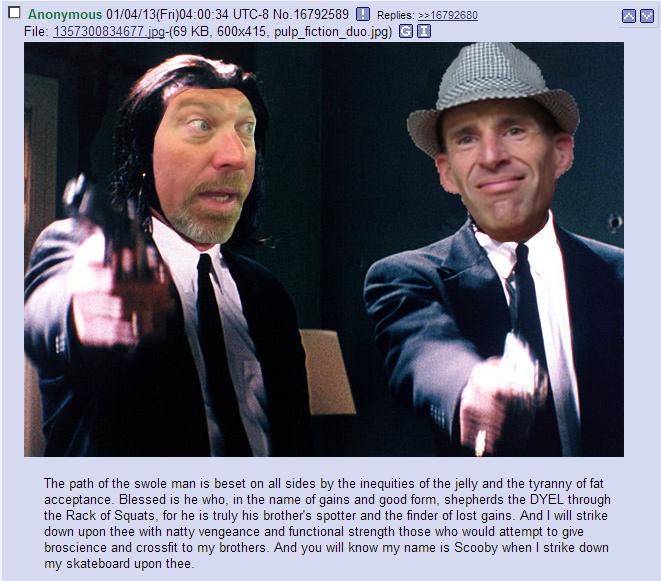 Anonymous 01/04/13(Fri)04:00:34 UTC-8 No.16792589 ! Replies: >>16792680
File: 1357300834677.jpg-(69 KB, 600x415, pulp_fiction_duo.jpg) G I
The path of the swole man is beset on all sides by the inequities of the jelly and the tyranny of fat
acceptance. Blessed is he who, in the name of gains and good form, shepherds the DYEL through
the Rack of Squats, for he is truly his brother's spotter and the finder of lost gains. And I will strike
down upon thee with natty vengeance and functional strength those who would attempt to give
broscience and crossfit to my brothers. And you will know my name is Scooby when I strike down
my skateboard upon thee.